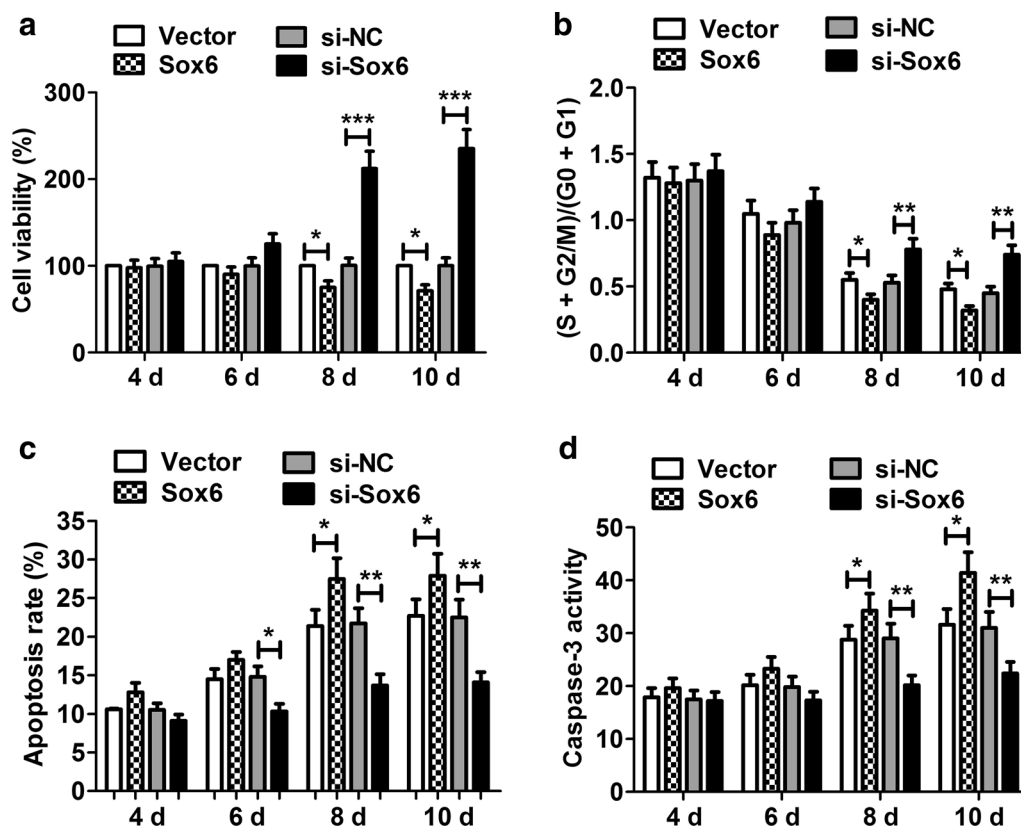 a
Vector
si-NC
Sox6
si-Sox6
Cell viability (%)
300
200
100
0
***
***
*
*
4 d
6 d
8 d
10 d
b
Vector
si-NC
Sox6
si-Sox6
(S + G2/M)/(G0 + G1)
2.0
1.5
1.0
0.5
0.0
*
**
*
**
4 d
6 d
8 d
10 d
c
Vector
si-NC
Sox6
si-Sox6
Apoptosis rate (%)
35
30
25
20
15
10
5
0
*
*
**
*
**
4 d
6 d
8 d
10 d
d
Vector
si-NC
Sox6
si-Sox6
Caspase-3 activity
50
40
30
20
10
0
*
**
*
**
4 d
6 d
8 d
10 d